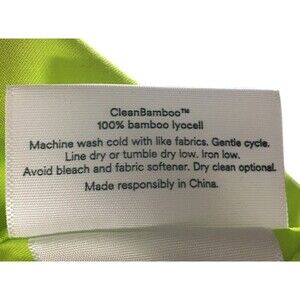 CleanBamboo™
100% bamboo lyocell
Machine wash cold with like fabrics. Gentle cycle.
Line dry or tumble dry low. Iron low.
Avoid bleach and fabric softener. Dry clean optional.
Made responsibly in China.